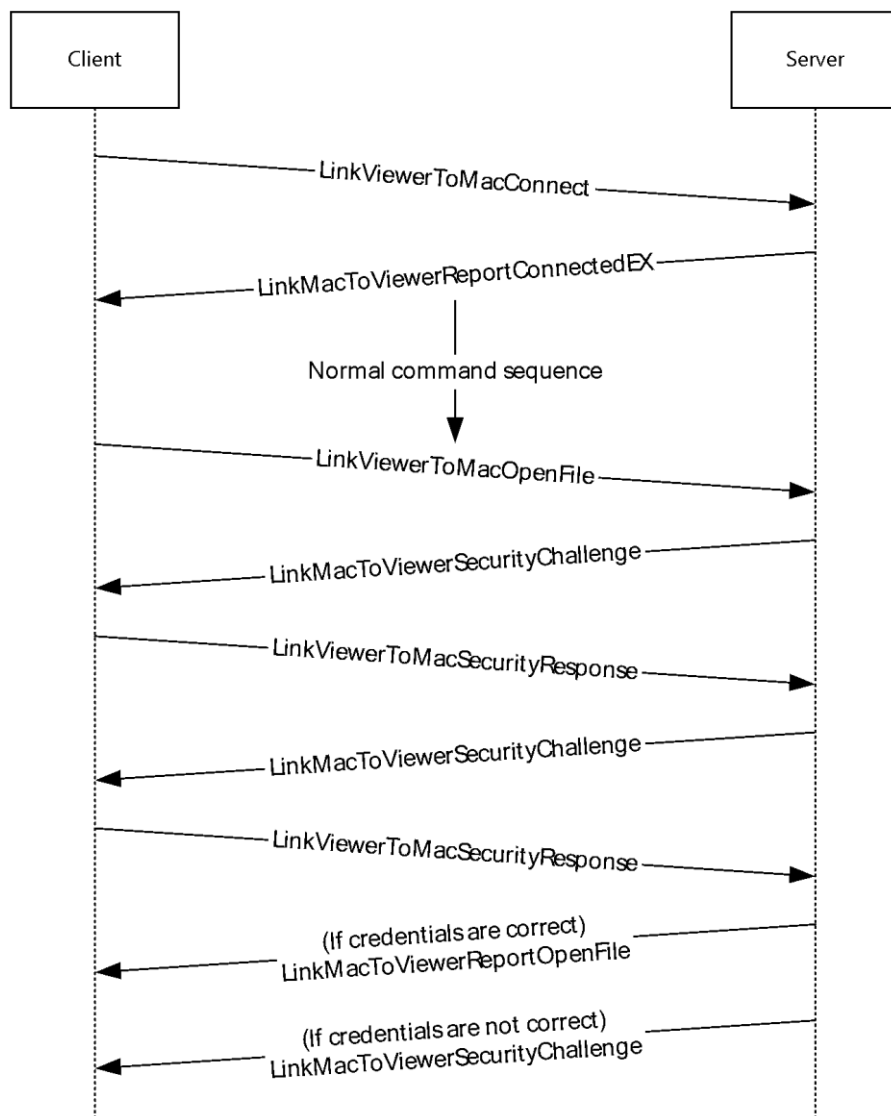 Client
Server
LinkViewerToMacConnect
LinkMacToViewerReportConnectedEX
Normal command sequence
LinkViewerToMacOpenFile
LinkMacToViewerSecurityChallenge
LinkViewerToMacSecurityResponse
LinkMacToViewerSecurityChallenge
LinkViewerToMacSecurityResponse
(If credentials are correct)
LinkMacToViewerReportOpenFile
(If credentials are not correct)
LinkMacToViewerSecurityChallenge